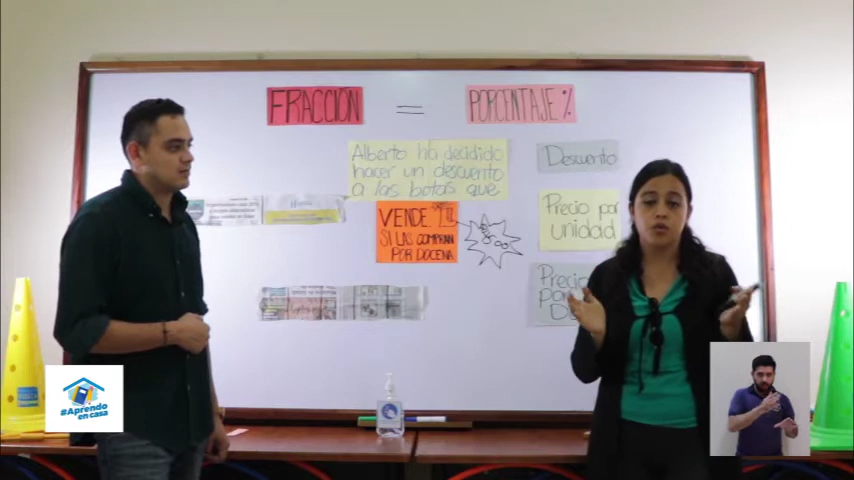 FRACCIÓN = PORCENTAJE %
Alberto ha decidido
hacer un descuento
a las botas que
VENDE
SI LAS COMPRAN
POR DOCENA
Descuento
Precio por
unidad
Precio
por
#Aprendo
en casa